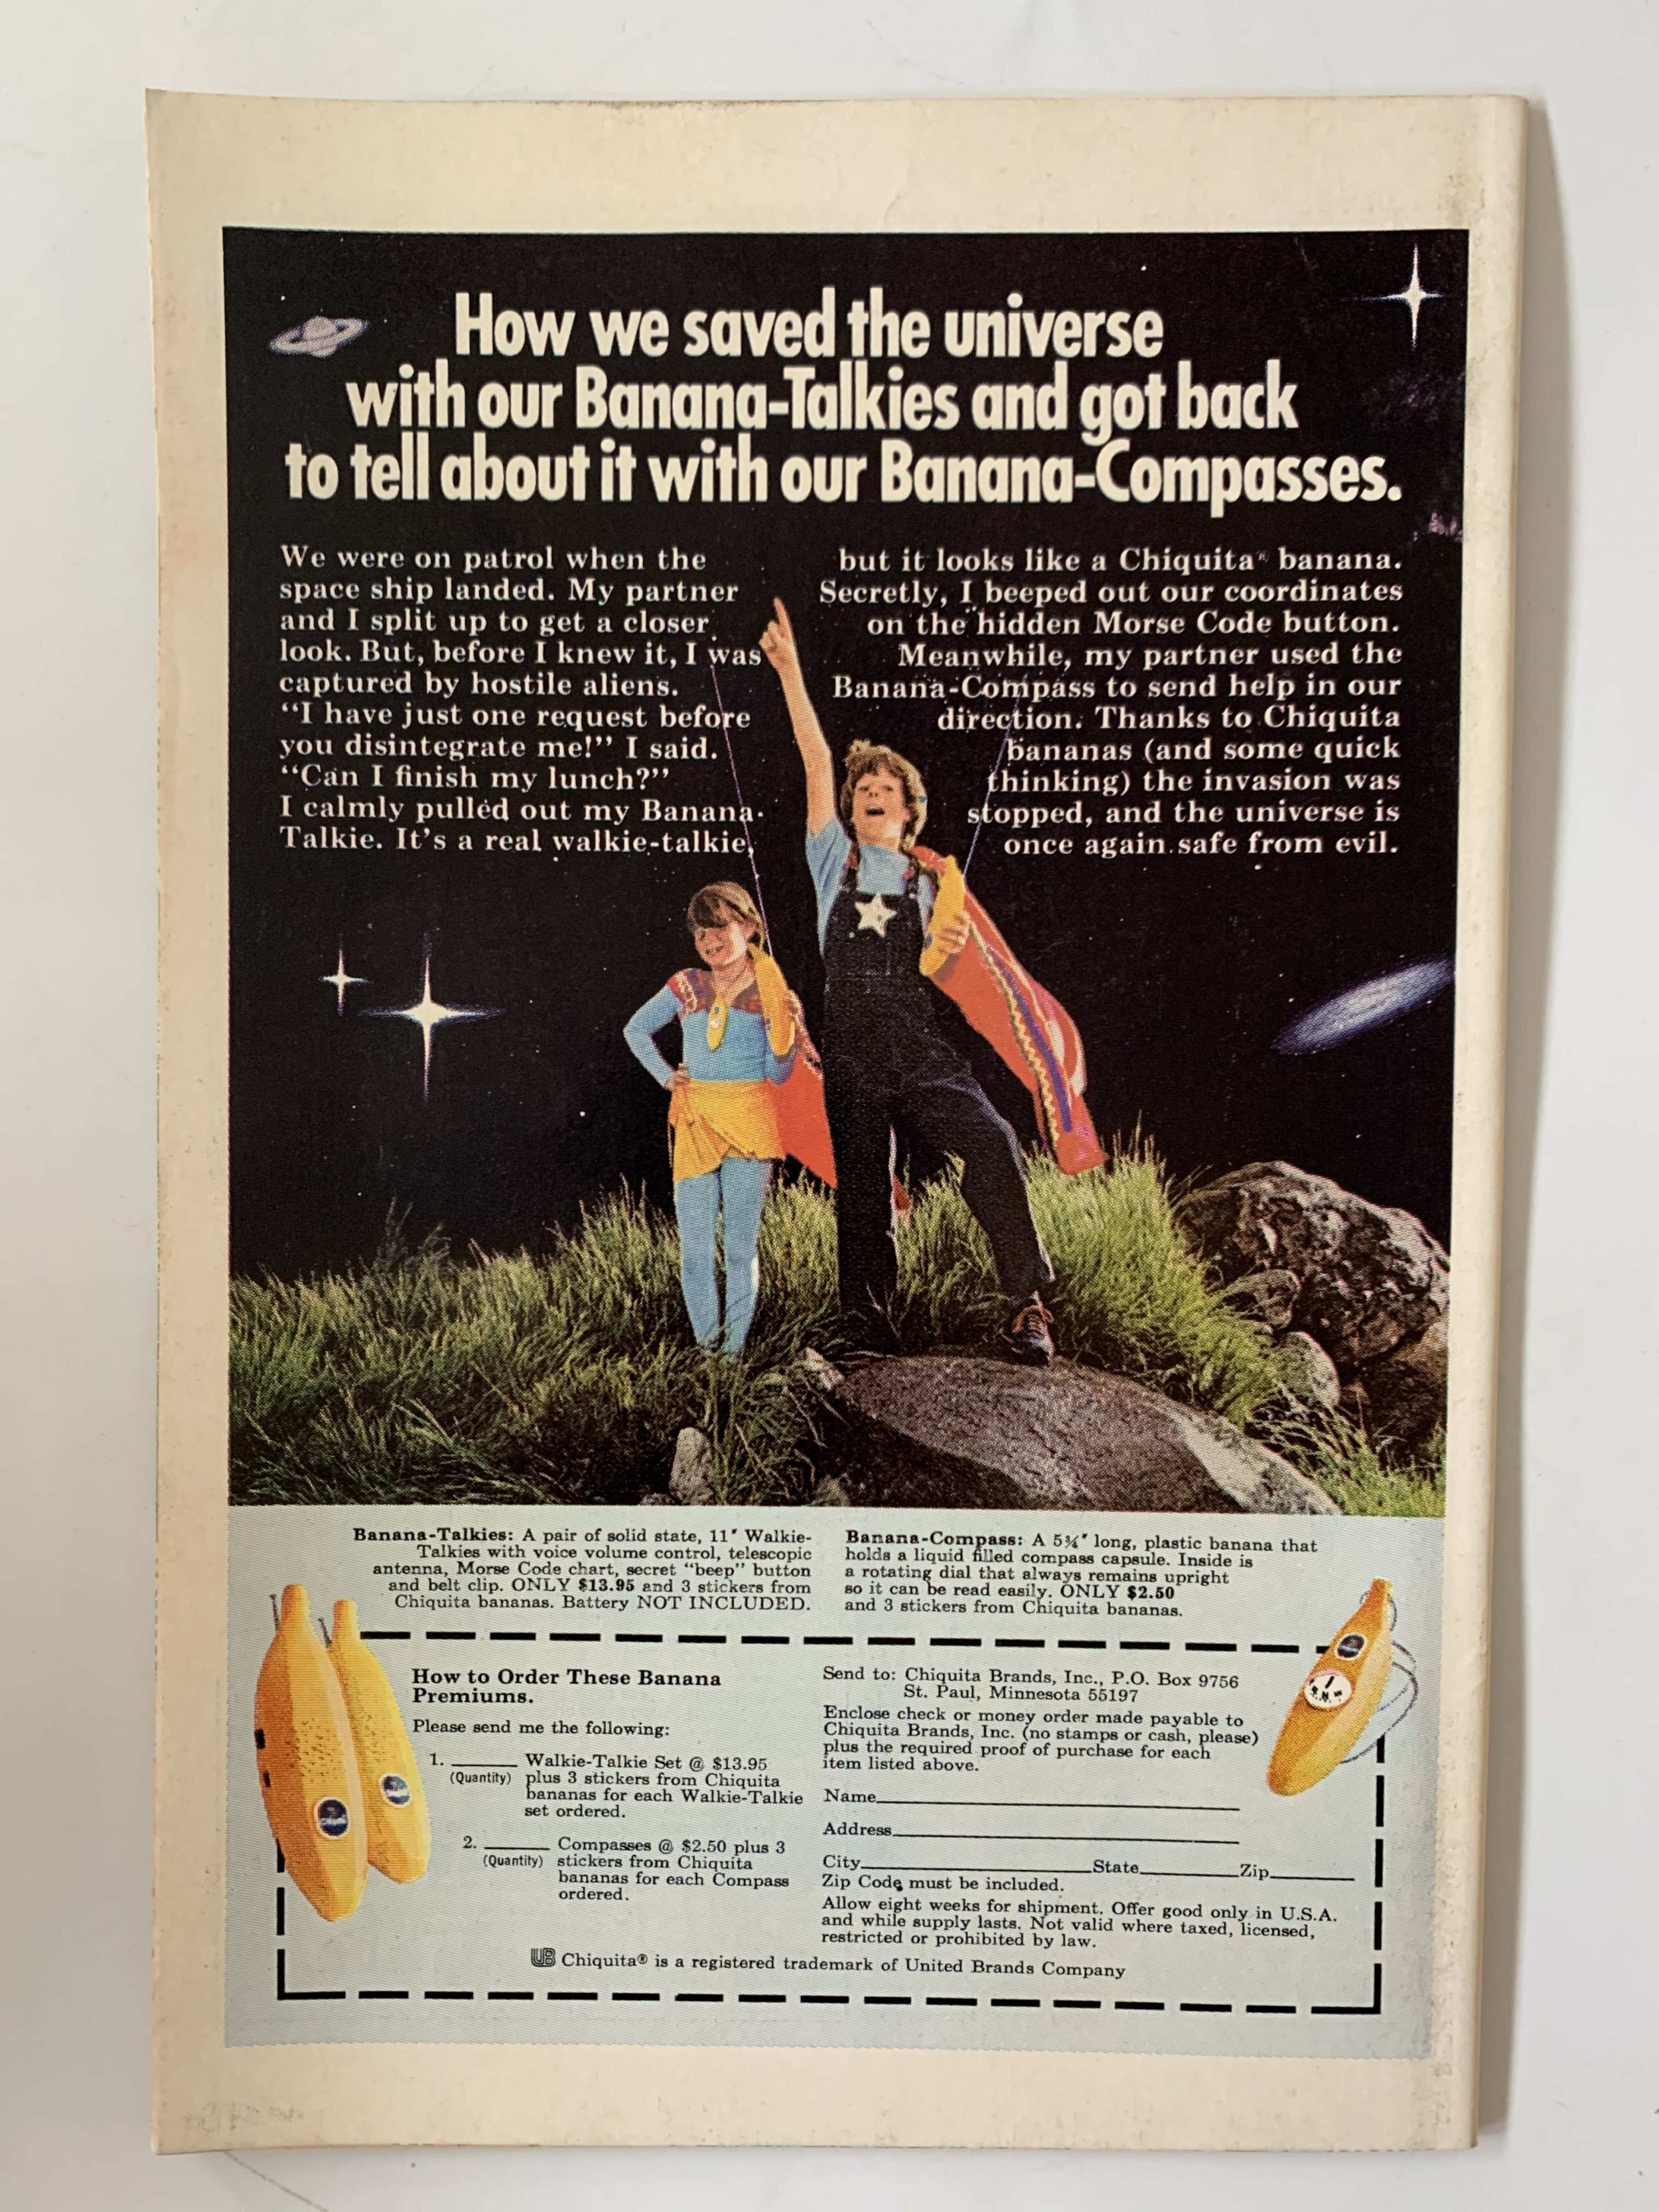 How we saved the universe
with our Banana-Talkies and got back
to tell about it with our Banana-Compasses.
We were on patrol when the
space ship landed. My partner
and I split up to get a closer
look. But, before I knew it, I was
captured by hostile aliens.
“I have just one request before
you disintegrate me!” I said.
“Can I finish my lunch?”
I calmly pulled out my Banana-
Talkie. It’s a real walkie-talkie,
but it looks like a Chiquita® banana.
Secretly, I beeped out our coordinates
on the hidden Morse Code button.
Meanwhile, my partner used the
Banana-Compass to send help in our
direction. Thanks to Chiquita
bananas (and some quick
thinking) the invasion was
stopped, and the universe is
once again safe from evil.
Banana-Talkies: A pair of solid state, 11″ Walkie-
Talkies with voice volume control, telescopic
antenna, Morse Code chart, secret “beep” button
and belt clip. ONLY $13.95 and 3 stickers from
Chiquita bananas. Battery NOT INCLUDED.
Banana-Compass: A 5¾″ long, plastic banana that
holds a liquid filled compass capsule. Inside is
a rotating dial that always remains upright
so it can be read easily. ONLY $2.50
and 3 stickers from Chiquita bananas.
How to Order These Banana
Premiums.
Please send me the following:
1. ______ Walkie-Talkie Set @ $13.95
(Quantity) plus 3 stickers from Chiquita
bananas for each Walkie-Talkie
set ordered.
2. ______ Compasses @ $2.50 plus 3
(Quantity) stickers from Chiquita
bananas for each Compass
ordered.
Send to: Chiquita Brands, Inc., P.O. Box 9756
St. Paul, Minnesota 55197
Enclose check or money order made payable to
Chiquita Brands, Inc. (no stamps or cash, please)
plus the required proof of purchase for each
item listed above.
Name
Address
City State Zip
Zip Code must be included.
Allow eight weeks for shipment. Offer good only in U.S.A.
and while supply lasts. Not valid where taxed, licensed,
restricted or prohibited by law.
UB Chiquita® is a registered trademark of United Brands Company